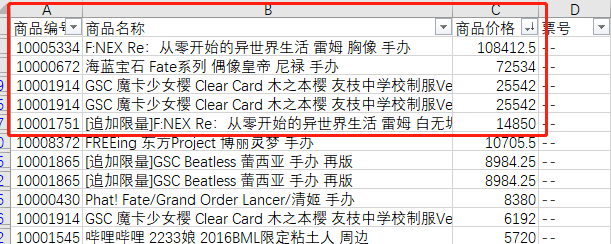 A B C D
商品编号 商品名称 商品价格 票号
10005334 F:NEX Re：从零开始的异世界生活 雷姆 胸像 手办 108412.5 --
10000672 海蓝宝石 Fate系列 偶像皇帝 尼禄 手办 72534 --
10001914 GSC 魔卡少女樱 Clear Card 木之本樱 友枝中学校制服Ve 25542 --
10001914 GSC 魔卡少女樱 Clear Card 木之本樱 友枝中学校制服Ve 25542 --
10001751 [追加限量]F:NEX Re：从零开始的异世界生活 雷姆 白无 14850 --
10008372 FREEing 东方Project 博丽灵梦 手办 10705.5 --
10001865 [追加限量]GSC Beatless 蕾西亚 手办 再版 8984.25 --
10001865 [追加限量]GSC Beatless 蕾西亚 手办 再版 8984.25 --
10000430 Phat! Fate/Grand Order Lancer/清姬 手办 8380 --
10001914 GSC 魔卡少女樱 Clear Card 木之本樱 友枝中学校制服Ve 6192 --
10001545 哔哩哔哩 2233娘 2016BML限定粘土人 周边 5720 --